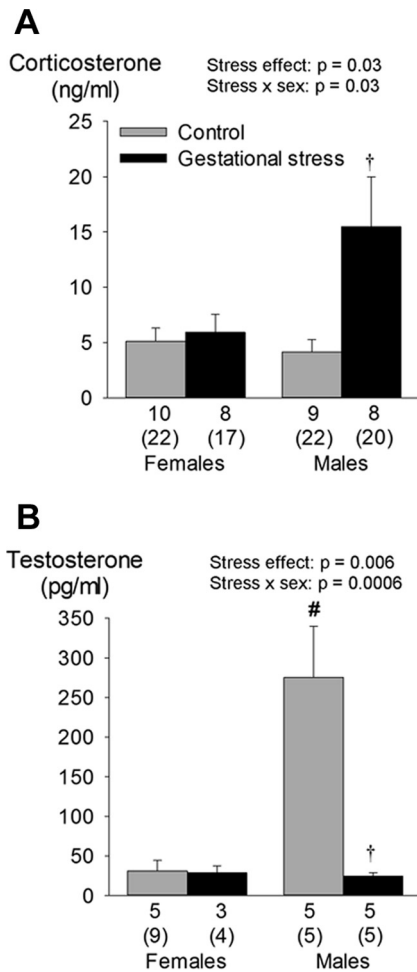 A
Corticosterone
(ng/ml)
Stress effect: p = 0.03
Stress x sex: p = 0.03
25
20
15
10
5
0
Control
Gestational stress
†
10 8 9 8
(22) (17) (22) (20)
Females Males
B
Testosterone
(pg/ml)
Stress effect: p = 0.006
Stress x sex: p = 0.0006
350
300
250
200
150
100
50
0
#
†
5 3 5 5
(9) (4) (5) (5)
Females Males